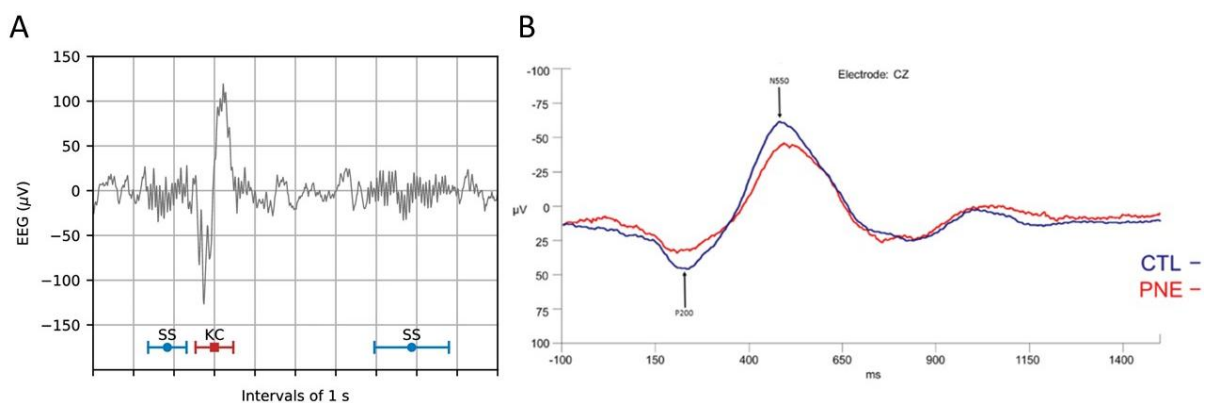 A
150
100
50
0
−50
−100
−150
EEG (µV)
SS KC SS
Intervals of 1 s
B
Electrode: CZ
N550
-100
-75
-50
-25
0
25
50
75
100
µV
P200
CTL −
PNE −
-100 150 400 650 900 1150 1400
ms